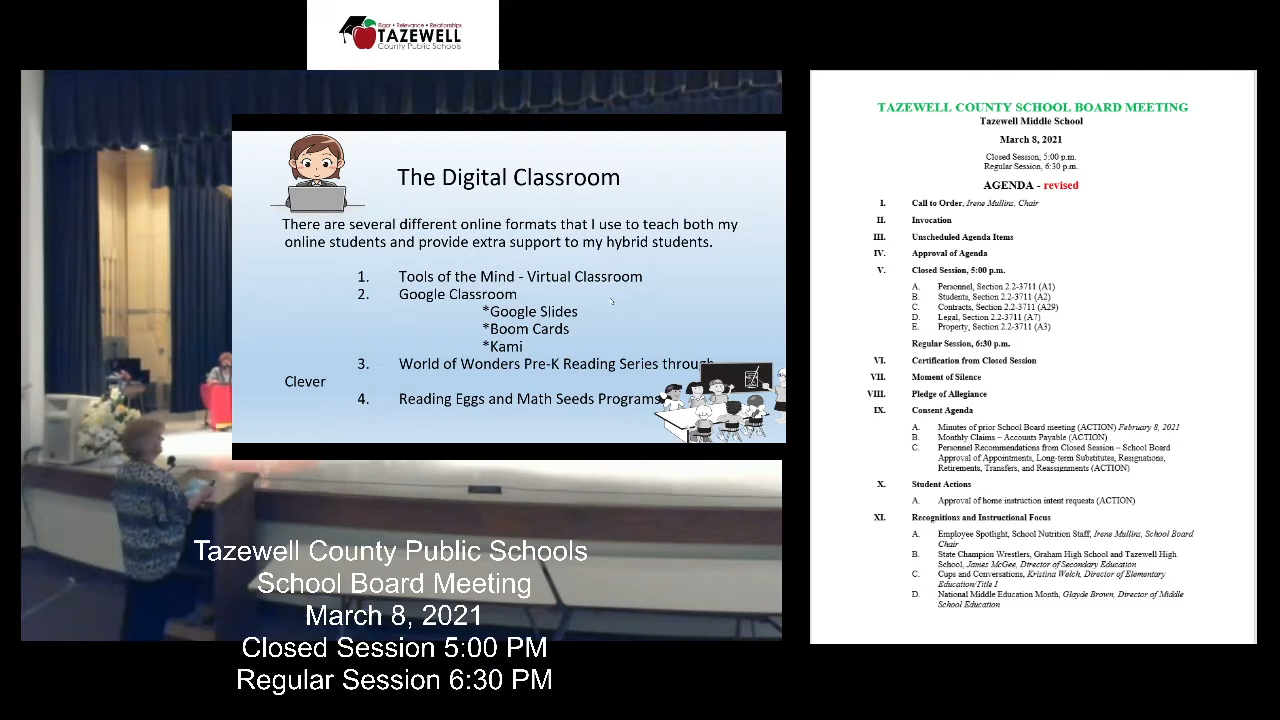 Rigor • Relevance • Relationships
TAZEWELL
County Public Schools
The Digital Classroom
There are several different online formats that I use to teach both my
online students and provide extra support to my hybrid students.
1. Tools of the Mind - Virtual Classroom
2. Google Classroom
*Google Slides
*Boom Cards
*Kami
3. World of Wonders Pre-K Reading Series through
Clever
4. Reading Eggs and Math Seeds Programs
Tazewell County Public Schools
School Board Meeting
March 8, 2021
Closed Session 5:00 PM
Regular Session 6:30 PM
TAZEWELL COUNTY SCHOOL BOARD MEETING
Tazewell Middle School
March 8, 2021
Closed Session, 5:00 p.m.
Regular Session, 6:30 p.m.
AGENDA - revised
I. Call to Order, Irene Mullins, Chair
II. Invocation
III. Unscheduled Agenda Items
IV. Approval of Agenda
V. Closed Session, 5:00 p.m.
A. Personnel, Section 2.2-3711 (A1)
B. Students, Section 2.2-3711 (A2)
C. Contracts, Section 2.2-3711 (A29)
D. Legal, Section 2.2-3711 (A7)
E. Property, Section 2.2-3711 (A3)
Regular Session, 6:30 p.m.
VI. Certification from Closed Session
VII. Moment of Silence
VIII. Pledge of Allegiance
IX. Consent Agenda
A. Minutes of prior School Board meeting (ACTION) February 8, 2021
B. Monthly Claims – Accounts Payable (ACTION)
C. Personnel Recommendations from Closed Session – School Board
Approval of Appointments, Long-term Substitutes, Resignations,
Retirements, Transfers, and Reassignments (ACTION)
X. Student Actions
A. Approval of home instruction intent requests (ACTION)
XI. Recognitions and Instructional Focus
A. Employee Spotlight, School Nutrition Staff, Irene Mullins, School Board
Chair
B. State Champion Wrestlers, Graham High School and Tazewell High
School, James McGee, Director of Secondary Education
C. Cups and Conversations, Kristina Welch, Director of Elementary
Education/Title I
D. National Middle Education Month, Glayde Brown, Director of Middle
School Education